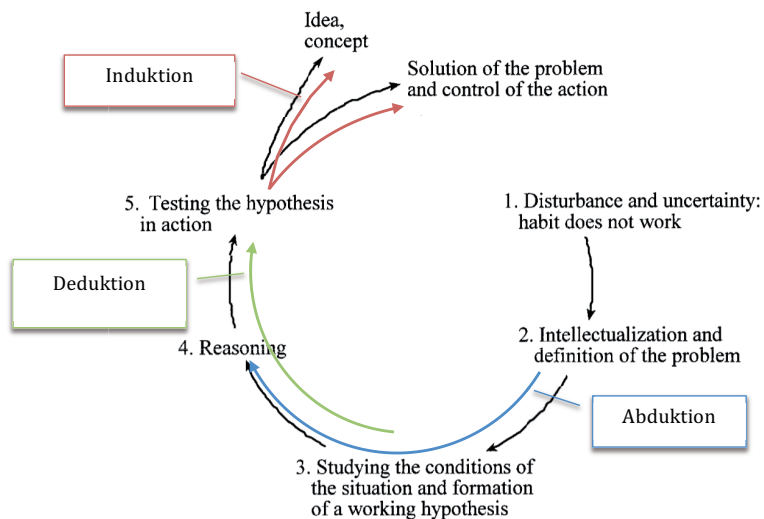 Idea,
concept
Induktion
Solution of the problem
and control of the action
5. Testing the hypothesis
in action
1. Disturbance and uncertainty:
habit does not work
Deduktion
4. Reasoning
2. Intellectualization and
definition of the problem
Abduktion
3. Studying the conditions of
the situation and formation
of a working hypothesis